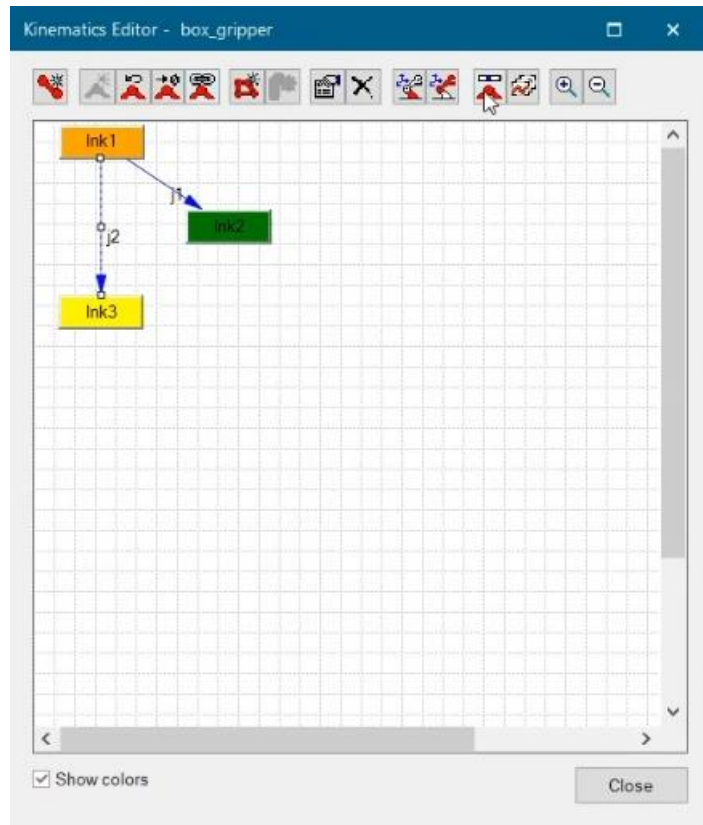 Kinematics Editor - box_gripper
lnk1
j1
lnk2
j2
lnk3
Show colors
Close